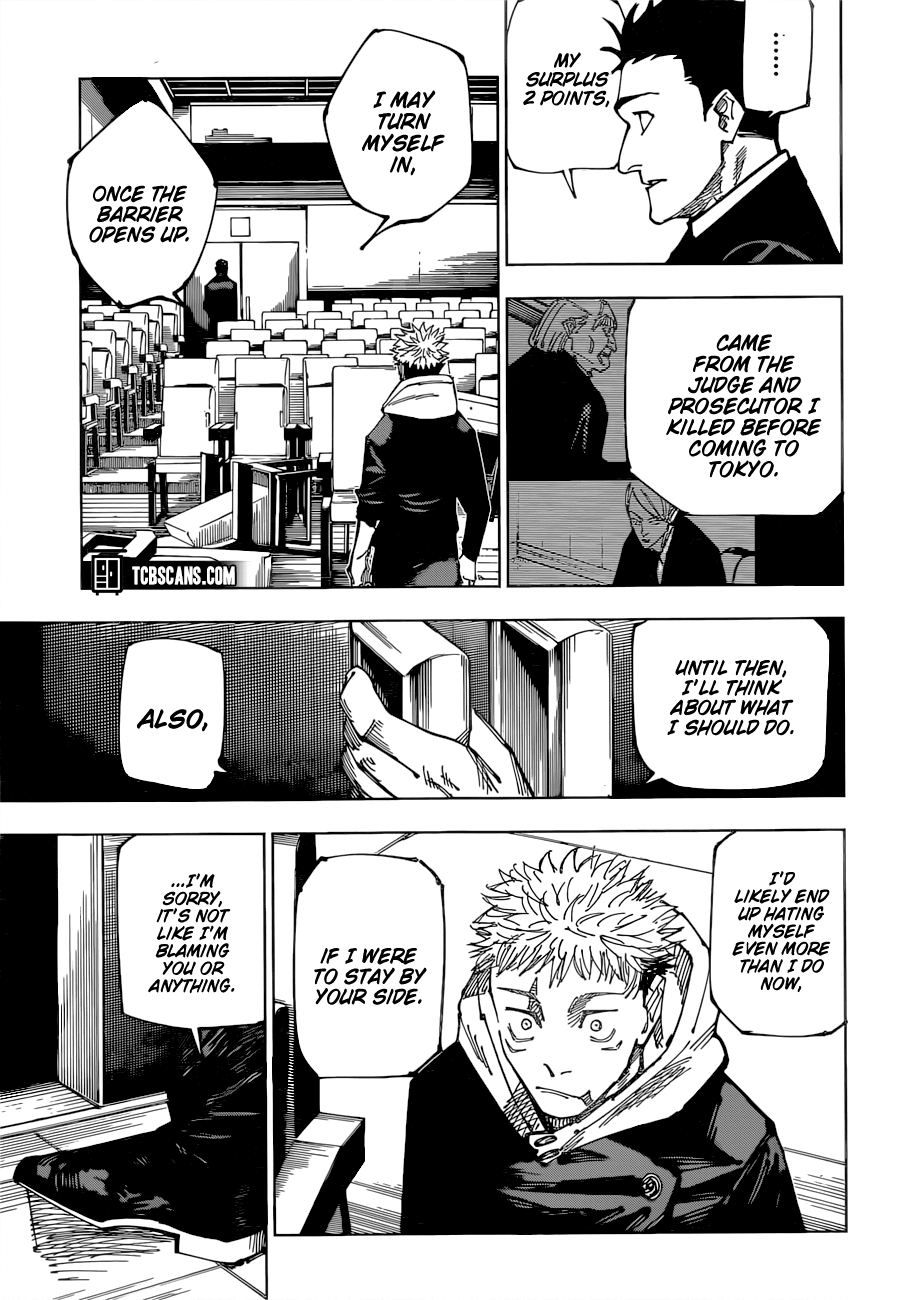 ........
MY
SURPLUS
2 POINTS,
CAME
FROM THE
JUDGE AND
PROSECUTOR I
KILLED BEFORE
COMING TO
TOKYO.
I MAY
TURN
MYSELF
IN,
ONCE THE
BARRIER
OPENS UP.
TCBSCANS.COM
UNTIL THEN,
I'LL THINK
ABOUT WHAT
I SHOULD DO.
ALSO,
I'D
LIKELY END
UP HATING
MYSELF
EVEN MORE
THAN I DO
NOW,
IF I WERE
TO STAY BY
YOUR SIDE.
...I'M
SORRY,
IT'S NOT
LIKE I'M
BLAMING
YOU OR
ANYTHING.